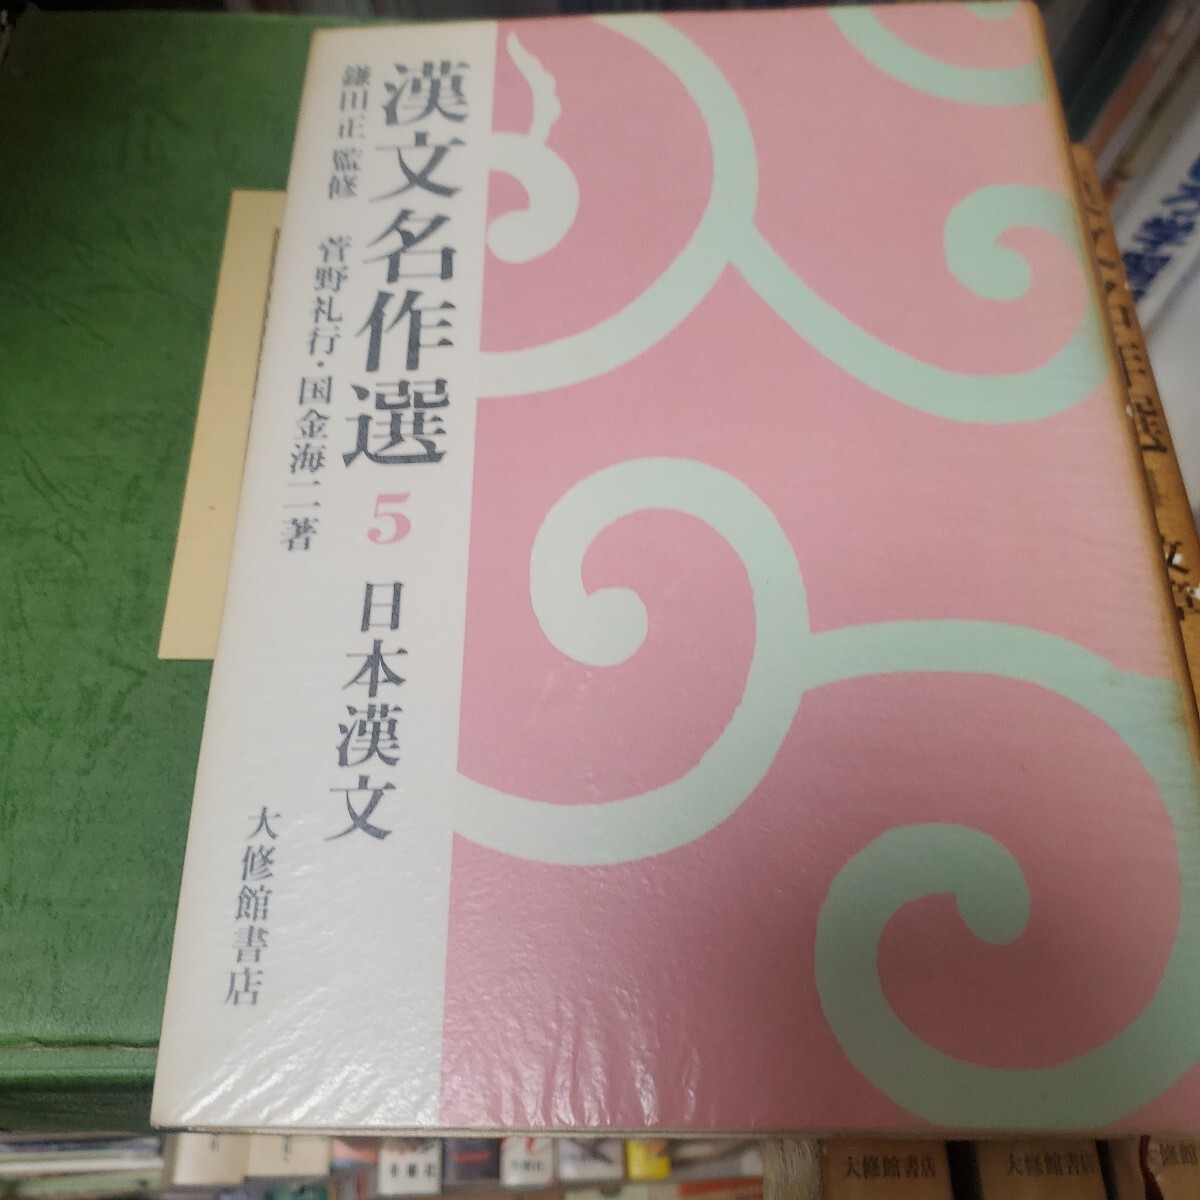 漢文名作選 5 日本漢文
鎌田正 監修 菅野礼行・国金海二著
大修館書店
大修館書店
大修館書店